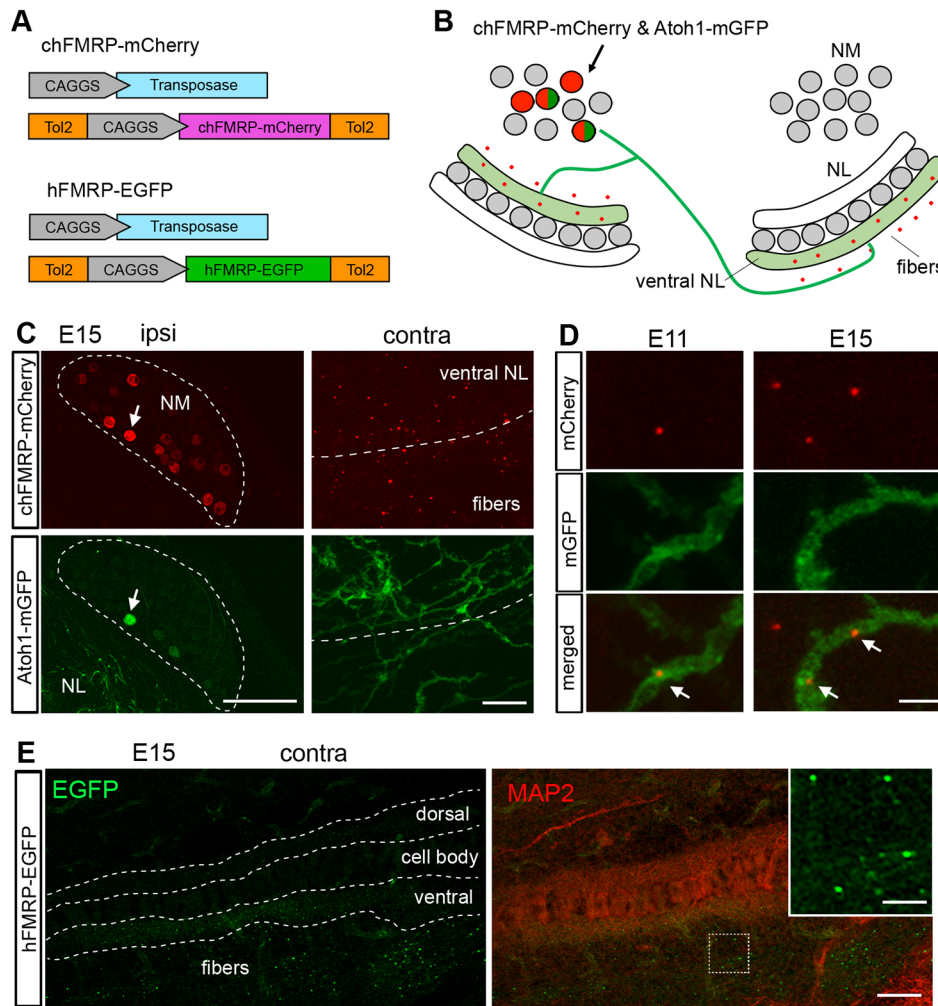 A
chFMRP-mCherry
CAGGS Transposase
Tol2 CAGGS chFMRP-mCherry Tol2
hFMRP-EGFP
CAGGS Transposase
Tol2 CAGGS hFMRP-EGFP Tol2
B
chFMRP-mCherry & Atoh1-mGFP
NM
NL
ventral NL
fibers
C E15 ipsi contra
chFMRP-mCherry
NM
ventral NL
fibers
Atoh1-mGFP
NL
D
E11 E15
mCherry
mGFP
merged
E E15 contra
hFMRP-EGFP
EGFP
dorsal
cell body
ventral
fibers
MAP2